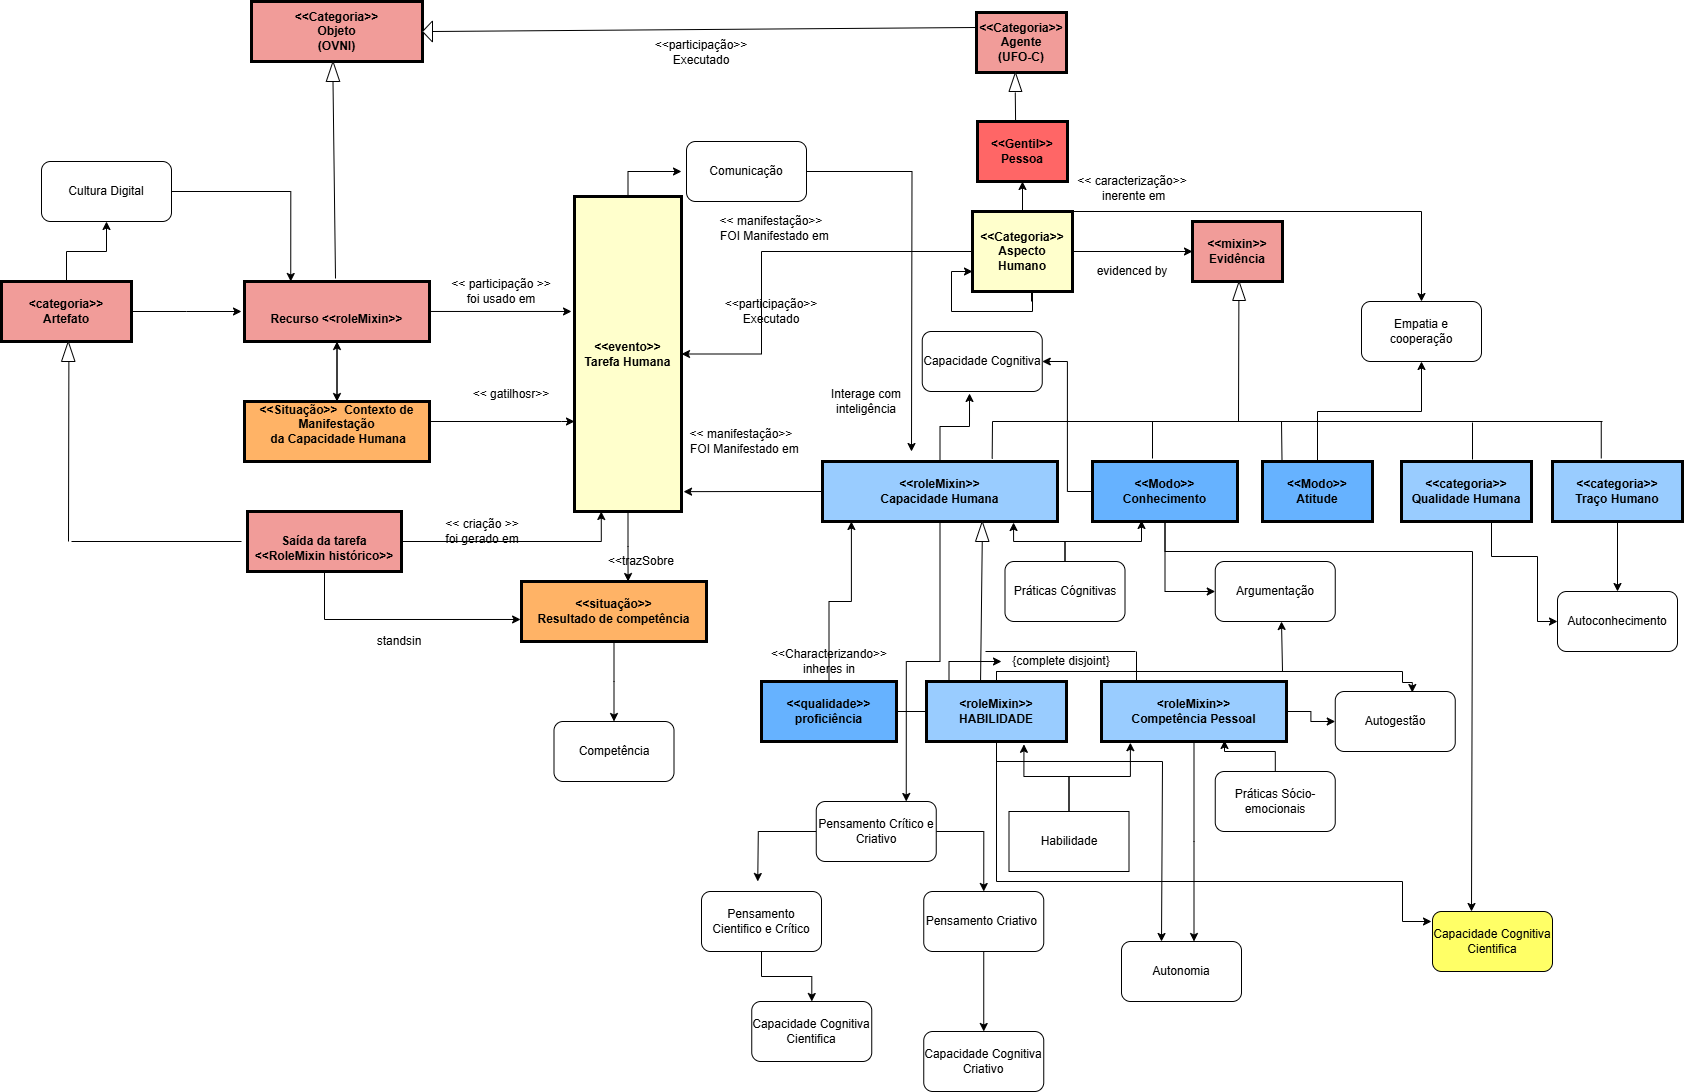 <<Categoria>>
Objeto
(OVNI)
<<Categoria>>
Agente
(UFO-C)
<<participação>>
Executado
<<Gentil>>
Pessoa
Cultura Digital
Comunicação
<< caracterização>>
inerente em
<< manifestação>>
FOI Manifestado em
<<Categoria>>
Aspecto
Humano
<<mixin>>
Evidência
evidenced by
<categoria>>
Artefato
Recurso <<roleMixin>>
<< participação >>
foi usado em
<<participação>>
Executado
<<evento>>
Tarefa Humana
Empatia e
cooperação
Capacidade Cognitiva
<<Situação>>  Contexto de
Manifestação
da Capacidade Humana
<< gatilhosr>>
Interage com
inteligência
<< manifestação>>
FOI Manifestado em
<<roleMixin>>
Capacidade Humana
<<Modo>>
Conhecimento
<<Modo>>
Atitude
<<categoria>>
Qualidade Humana
<<categoria>>
Traço Humano
Saída da tarefa
<<RoleMixin histórico>>
<< criação >>
foi gerado em
<<trazSobre
<<situação>>
Resultado de competência
standsin
Práticas Cógnitivas
Argumentação
Autoconhecimento
<<Characterizando>>
inheres in
{complete disjoint}
<<qualidade>>
proficiência
<roleMixin>>
HABILIDADE
<roleMixin>>
Competência Pessoal
Autogestão
Competência
Práticas Sócio-
emocionais
Pensamento Crítico e
Criativo
Habilidade
Pensamento
Cientifico e Crítico
Pensamento Criativo
Capacidade Cognitiva
Cientifica
Autonomia
Capacidade Cognitiva
Cientifica
Capacidade Cognitiva
Criativo